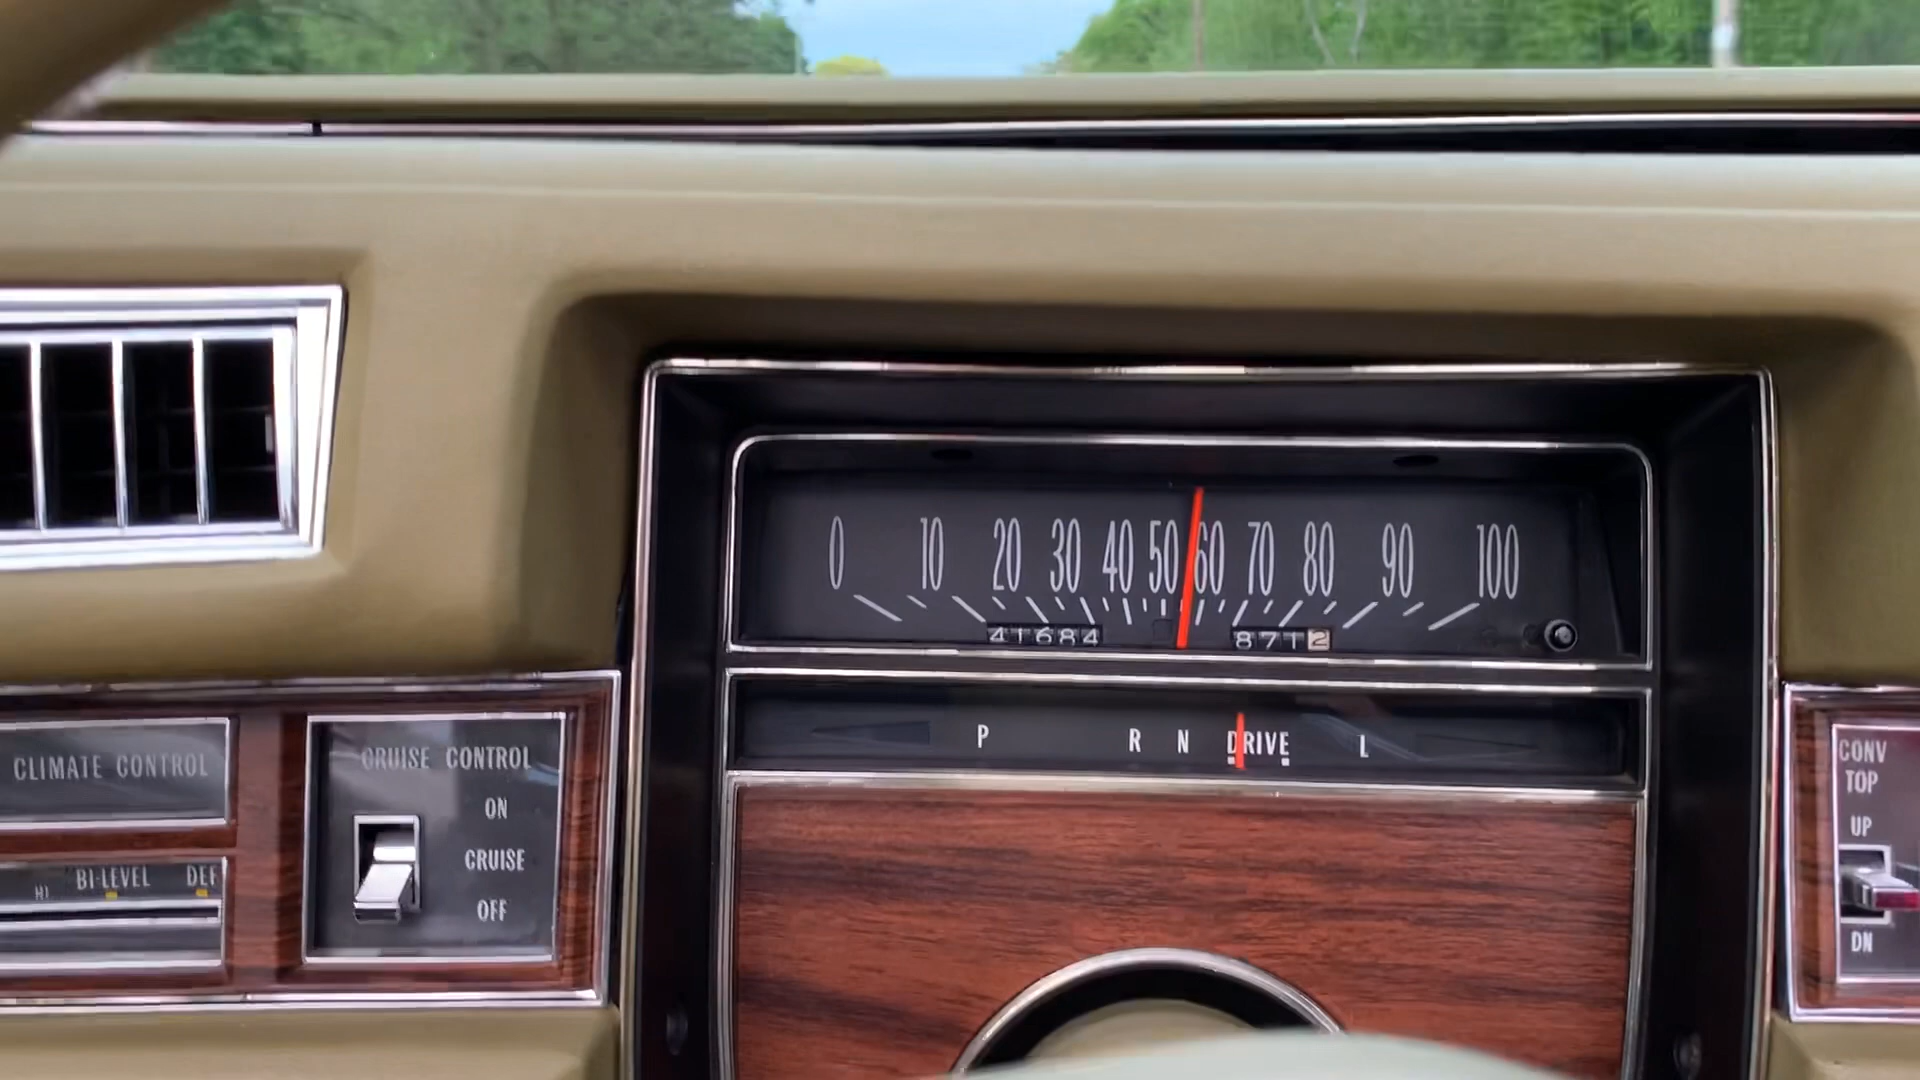 0 10 20 30 40 50 60 70 80 90 100
41684 8712
P R N DRIVE L
CLIMATE CONTROL
HI BI-LEVEL DEF
CRUISE CONTROL
ON
CRUISE
OFF
CONV
TOP
UP
DN